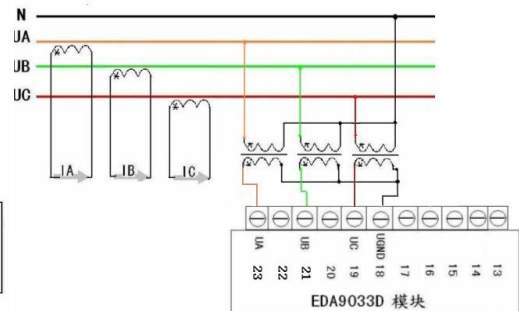 N
UA
UB
UC
IA IB IC
* * *
* * *
* * *
UA UB UC UGND
23 22 21 20 19 18 17 16 15 14 13
EDA9033D 模块